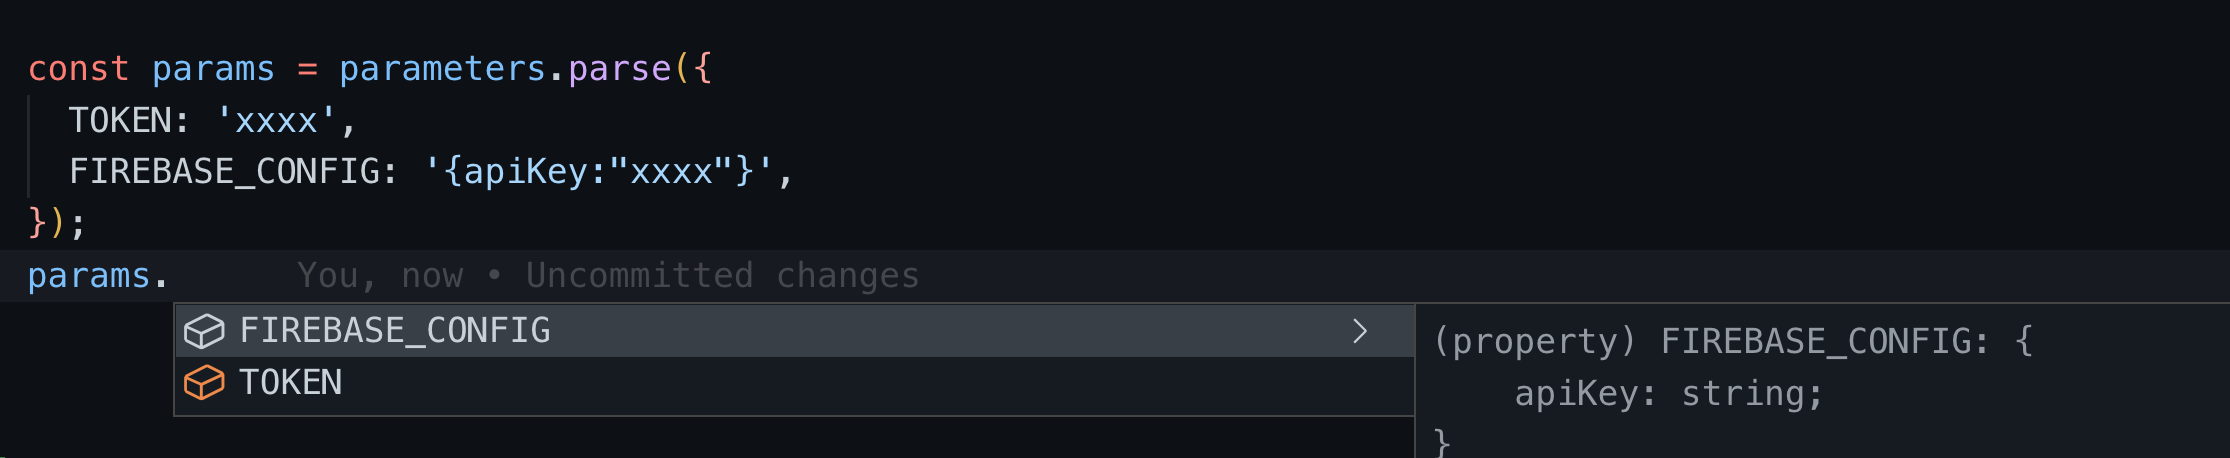 const params = parameters.parse({
  TOKEN: 'xxxx',
  FIREBASE_CONFIG: '{apiKey:"xxxx"}',
});
params.    You, now • Uncommitted changes
FIREBASE_CONFIG
TOKEN
(property) FIREBASE_CONFIG: {
    apiKey: string;
}